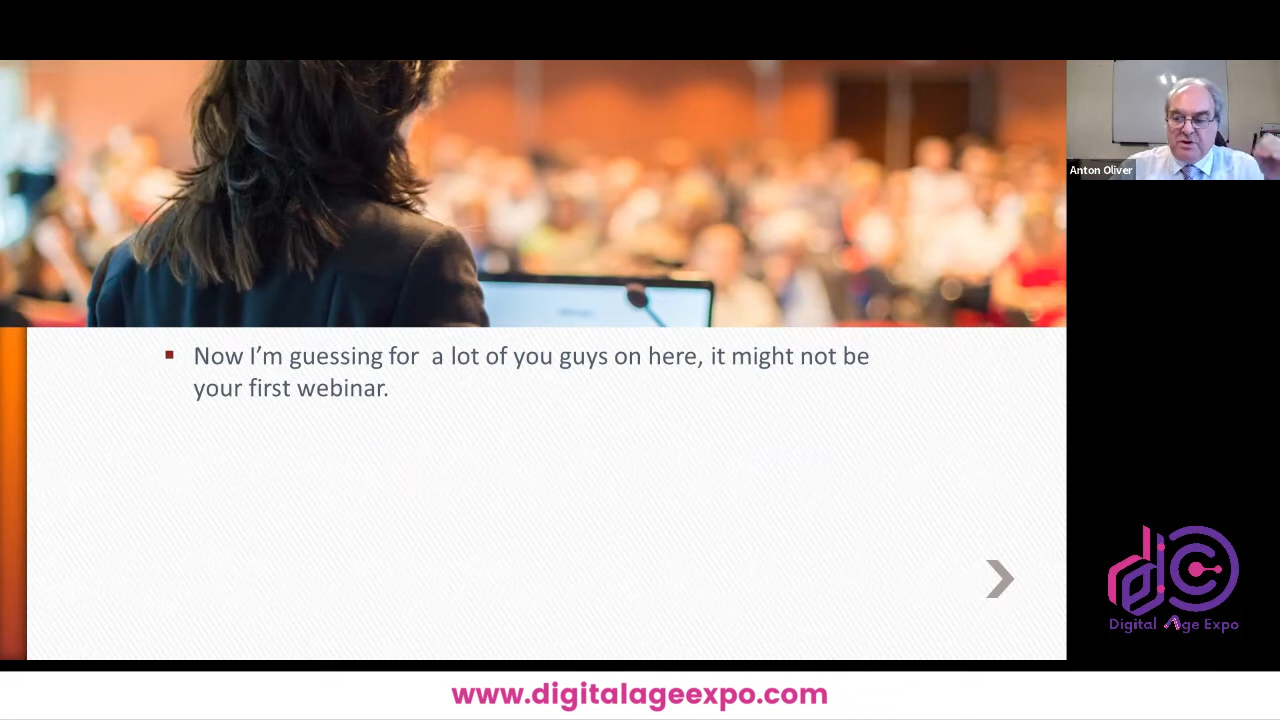 Anton Oliver
Now I’m guessing for  a lot of you guys on here, it might not be
your first webinar.
Digital Age Expo
www.digitalageexpo.com